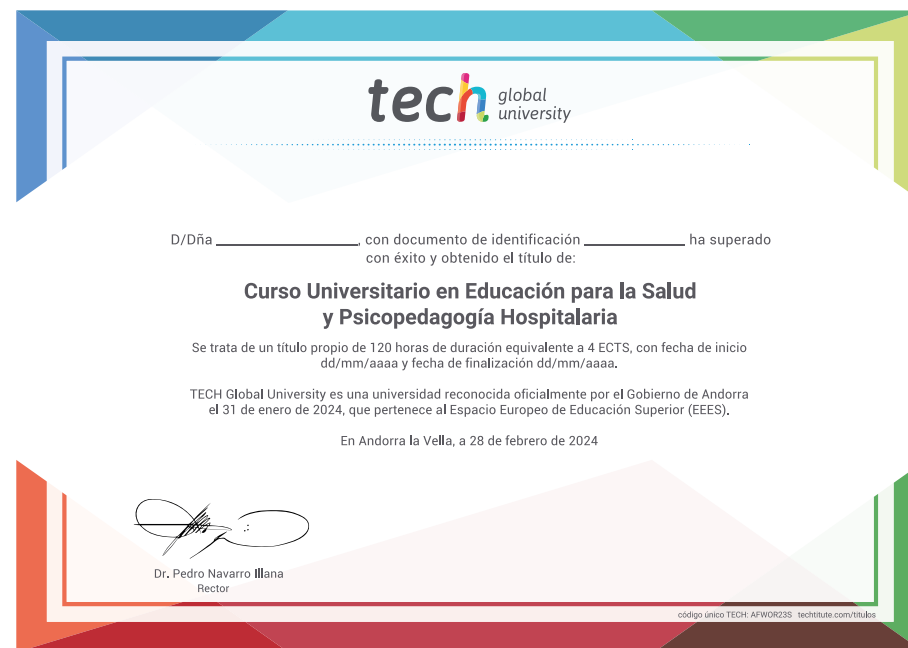 tech global university
D/Dña ____________, con documento de identificación ____________ ha superado
con éxito y obtenido el título de:
Curso Universitario en Educación para la Salud
y Psicopedagogía Hospitalaria
Se trata de un título propio de 120 horas de duración equivalente a 4 ECTS, con fecha de inicio
dd/mm/aaaa y fecha de finalización dd/mm/aaaa.
TECH Global University es una universidad reconocida oficialmente por el Gobierno de Andorra
el 31 de enero de 2024, que pertenece al Espacio Europeo de Educación Superior (EEES).
En Andorra la Vella, a 28 de febrero de 2024
Dr. Pedro Navarro Illana
Rector
código único TECH: AFWOR23S techtitute.com/titulos